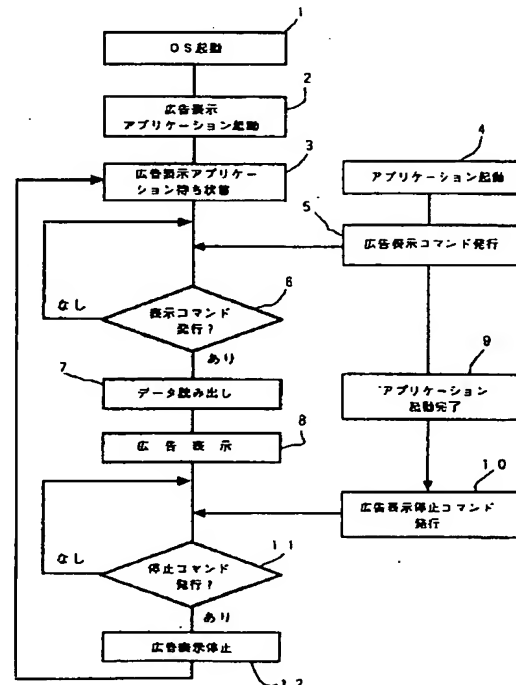 1
OS起動
2
広告表示
アプリケーション起動
3
広告表示アプリケー
ション待ち状態
4
アプリケーション起動
5
広告表示コマンド発行
6
表示コマンド
発行?
なし
あり
7
データ読み出し
8
広告表示
9
アプリケーション
起動完了
10
広告表示停止コマンド
発行
11
停止コマンド
発行?
なし
あり
広告表示停止
12